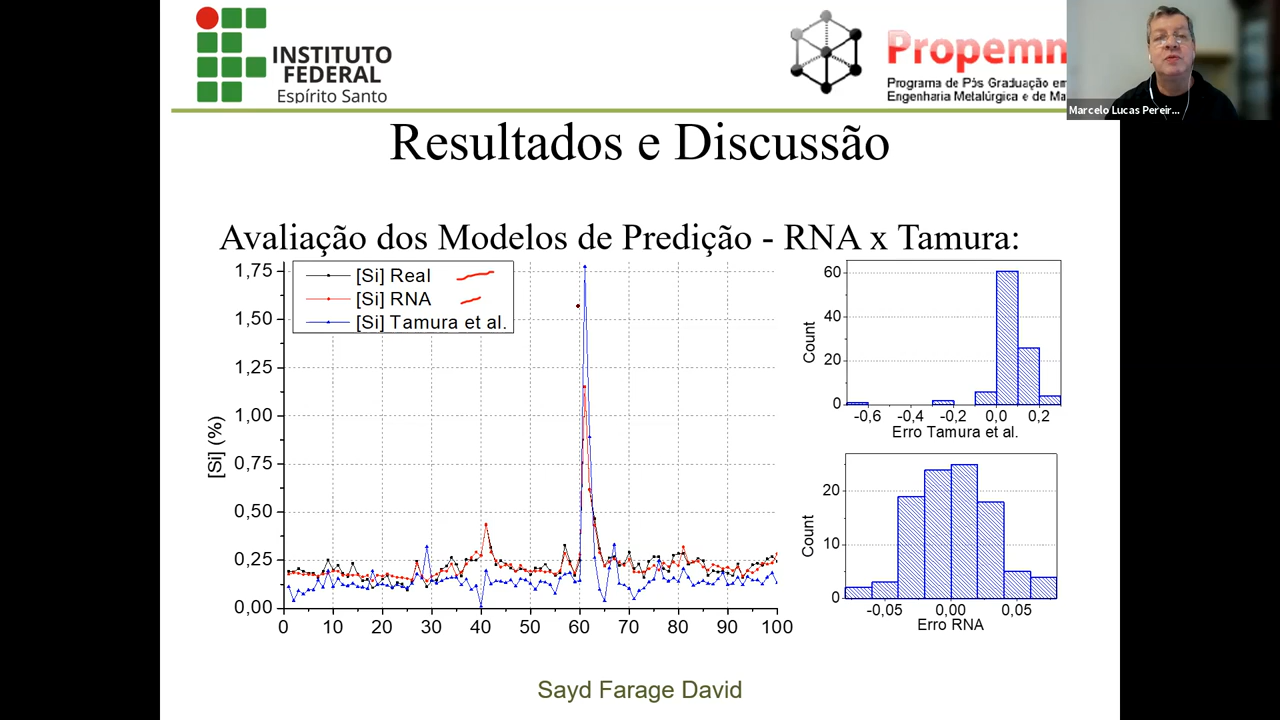 INSTITUTO
FEDERAL
Espírito Santo
Propemm
Programa de Pós Graduação em
Engenharia Metalúrgica e de Ma
Marcelo Lucas Pereir...
Resultados e Discussão
Avaliação dos Modelos de Predição - RNA x Tamura:
[Si] Real
[Si] RNA
[Si] Tamura et al.
[Si] (%)
1,75
1,50
1,25
1,00
0,75
0,50
0,25
0,00
0 10 20 30 40 50 60 70 80 90 100
Count
60
40
20
0
-0,6 -0,4 -0,2 0,0 0,2
Erro Tamura et al.
Count
20
10
0
-0,05 0,00 0,05
Erro RNA
Sayd Farage David